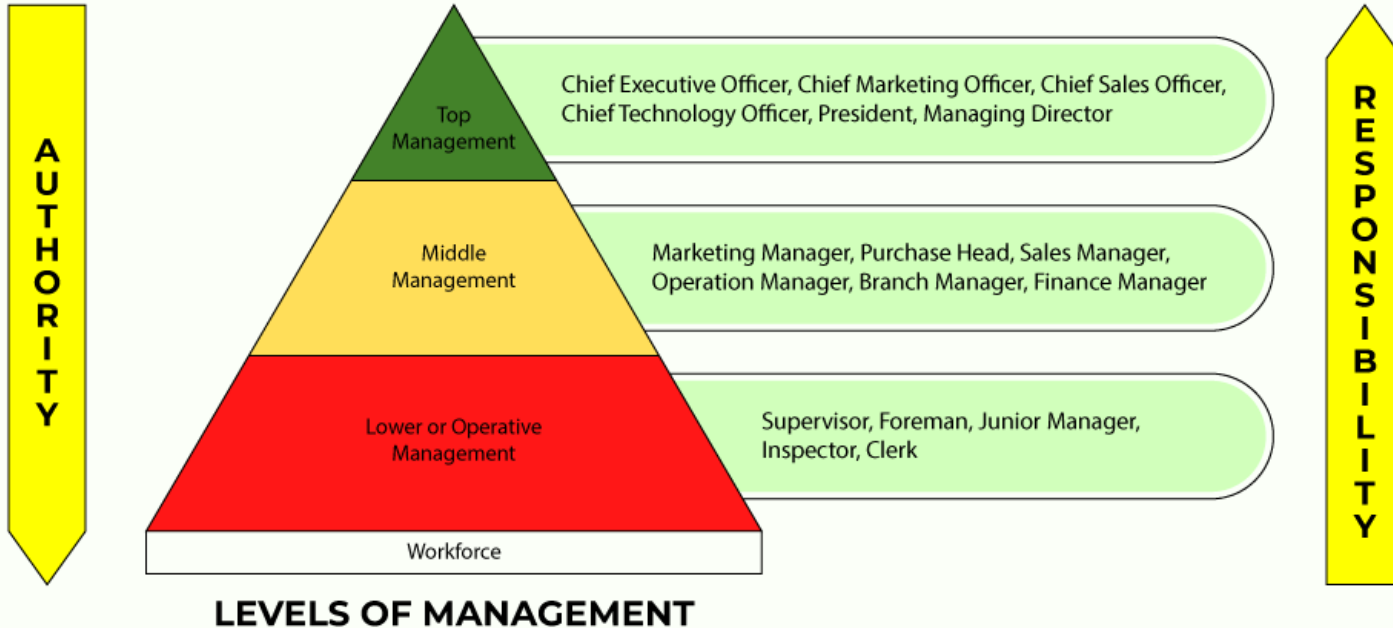 AUTHORITY
Top
Management
Chief Executive Officer, Chief Marketing Officer, Chief Sales Officer,
Chief Technology Officer, President, Managing Director
Middle
Management
Marketing Manager, Purchase Head, Sales Manager,
Operation Manager, Branch Manager, Finance Manager
Lower or Operative
Management
Supervisor, Foreman, Junior Manager,
Inspector, Clerk
Workforce
RESPONSIBILITY
LEVELS OF MANAGEMENT